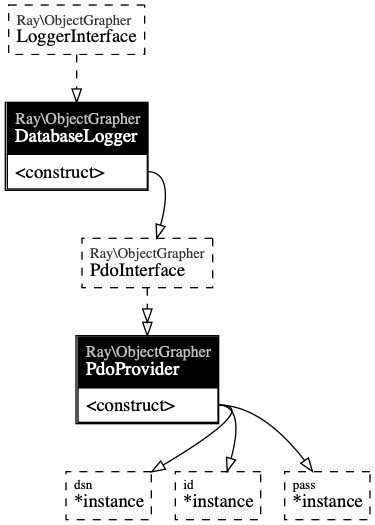 Ray\ObjectGrapher
LoggerInterface
Ray\ObjectGrapher
DatabaseLogger
<construct>
Ray\ObjectGrapher
PdoInterface
Ray\ObjectGrapher
PdoProvider
<construct>
dsn
*instance
id
*instance
pass
*instance